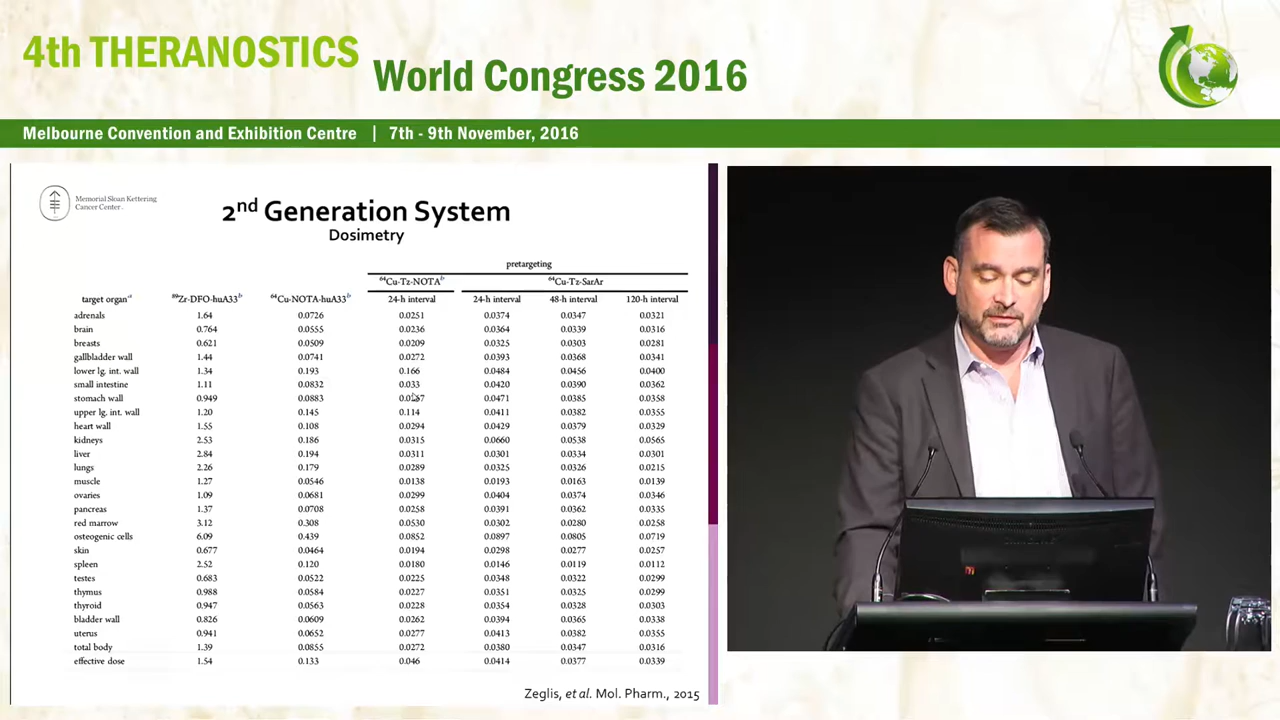 4th THERANOSTICS
World Congress 2016
Melbourne Convention and Exhibition Centre | 7th - 9th November, 2016
Memorial Sloan Kettering
Cancer Center
2nd Generation System
Dosimetry
pretargeting
64Cu-Tz-NOTAb 64Cu-Tz-SarAr
target organa 89Zr-DFO-huA33b 64Cu-NOTA-huA33b 24-h interval 24-h interval 48-h interval 120-h interval
adrenals 1.64 0.0726 0.0251 0.0374 0.0347 0.0321
brain 0.764 0.0555 0.0236 0.0364 0.0339 0.0316
breasts 0.621 0.0509 0.0209 0.0325 0.0303 0.0281
gallbladder wall 1.44 0.0741 0.0272 0.0393 0.0368 0.0341
lower lg. int. wall 1.34 0.193 0.166 0.0484 0.0456 0.0400
small intestine 1.11 0.0832 0.033 0.0420 0.0390 0.0362
stomach wall 0.949 0.0883 0.0471 0.0385 0.0358
upper lg. int. wall 1.20 0.145 0.114 0.0411 0.0382 0.0355
heart wall 1.55 0.108 0.0294 0.0429 0.0379 0.0329
kidneys 2.53 0.186 0.0315 0.0660 0.0538 0.0565
liver 2.84 0.194 0.0311 0.0301 0.0334 0.0301
lungs 2.26 0.179 0.0289 0.0325 0.0326 0.0215
muscle 1.27 0.0546 0.0138 0.0193 0.0163 0.0139
ovaries 1.09 0.0681 0.0299 0.0404 0.0374 0.0346
pancreas 1.37 0.0708 0.0258 0.0391 0.0362 0.0335
red marrow 3.12 0.308 0.0530 0.0302 0.0280 0.0258
osteogenic cells 6.09 0.439 0.0852 0.0897 0.0805 0.0719
skin 0.677 0.0464 0.0194 0.0298 0.0277 0.0257
spleen 2.52 0.120 0.0180 0.0146 0.0119 0.0112
testes 0.683 0.0522 0.0225 0.0348 0.0322 0.0299
thymus 0.988 0.0584 0.0227 0.0351 0.0325 0.0299
thyroid 0.947 0.0563 0.0228 0.0354 0.0328 0.0303
bladder wall 0.826 0.0609 0.0262 0.0394 0.0365 0.0338
uterus 0.941 0.0652 0.0277 0.0413 0.0382 0.0355
total body 1.39 0.0855 0.0272 0.0380 0.0347 0.0316
effective dose 1.54 0.133 0.046 0.0414 0.0377 0.0339
Zeglis, et al. Mol. Pharm., 2015